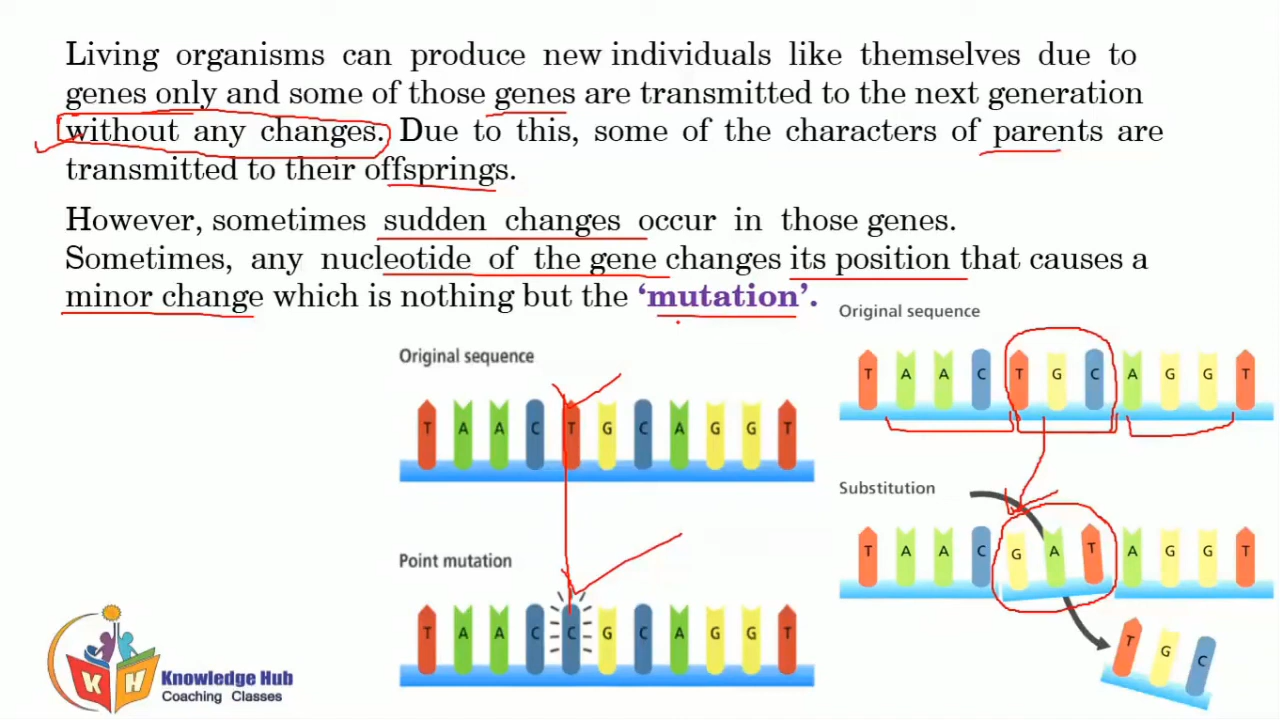 Living organisms can produce new individuals like themselves due to
genes only and some of those genes are transmitted to the next generation
without any changes. Due to this, some of the characters of parents are
transmitted to their offsprings.
However, sometimes sudden changes occur in those genes.
Sometimes, any nucleotide of the gene changes its position that causes a
minor change which is nothing but the ‘mutation’.
Original sequence
T A A C T G C A G G T
Point mutation
T A A C C G C A G G T
Original sequence
T A A C T G C A G G T
Substitution
T A A C G A T A G G T
T G C
K H
Knowledge Hub
Coaching Classes